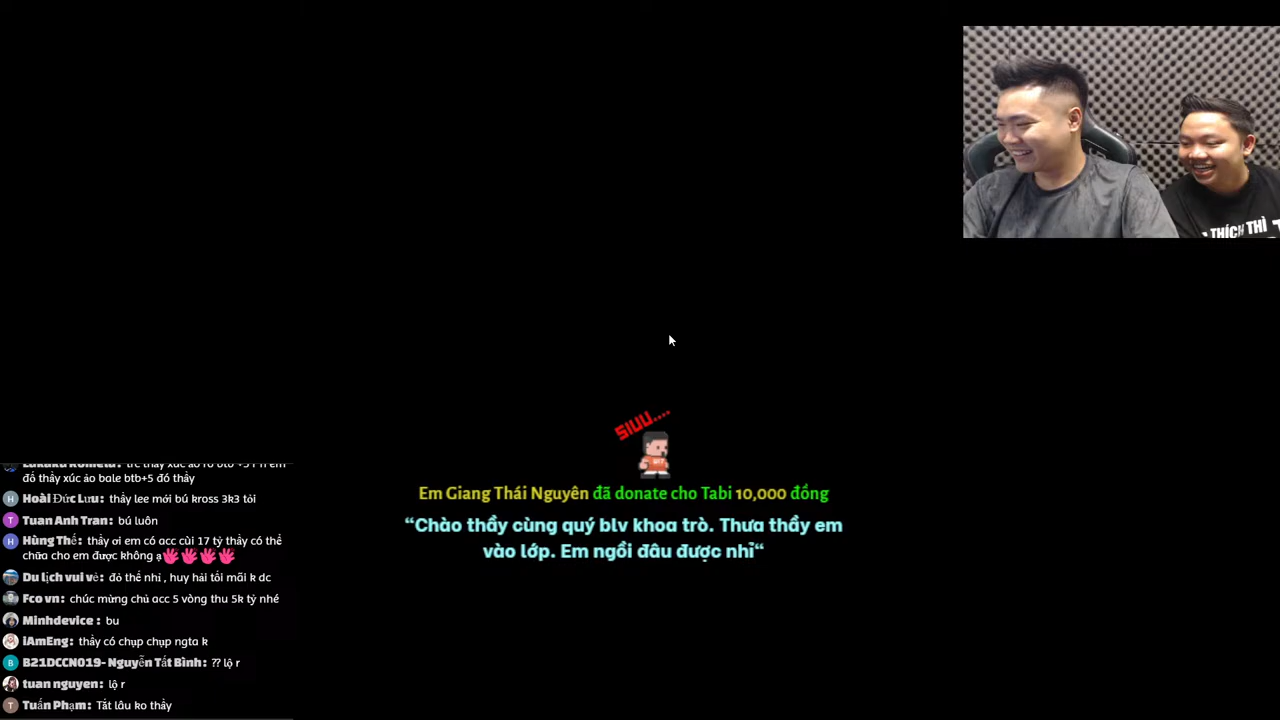 THÍCH THÌ
SIUU....
Em Giang Thái Nguyên đã donate cho Tabi 10,000 đồng
“Chào thầy cùng quý blv khoa trò. Thưa thầy em
vào lớp. Em ngồi đâu được nhỉ“
đố thầy xúc ảo bale btb+5 đó thầy
H Hoài Đức Lưu: thầy lee mới bú kross 3k3 tỏi
T Tuan Anh Tran: bú luôn
H Hùng Thế: thầy ơi em có acc cùi 17 tỷ thầy có thể
chữa cho em được không ạ
Du lịch vui vẻ: đỏ thế nhỉ , huy hải tối mãi k dc
Fco vn: chúc mừng chủ acc 5 vòng thu 5k tỷ nhé
Minhdevice: bu
iAmEng: thầy có chụp chụp ngta k
B B21DCCN019- Nguyễn Tất Bình: ?? lộ r
tuan nguyen: lộ r
T Tuấn Phạm: Tắt lâu ko thầy